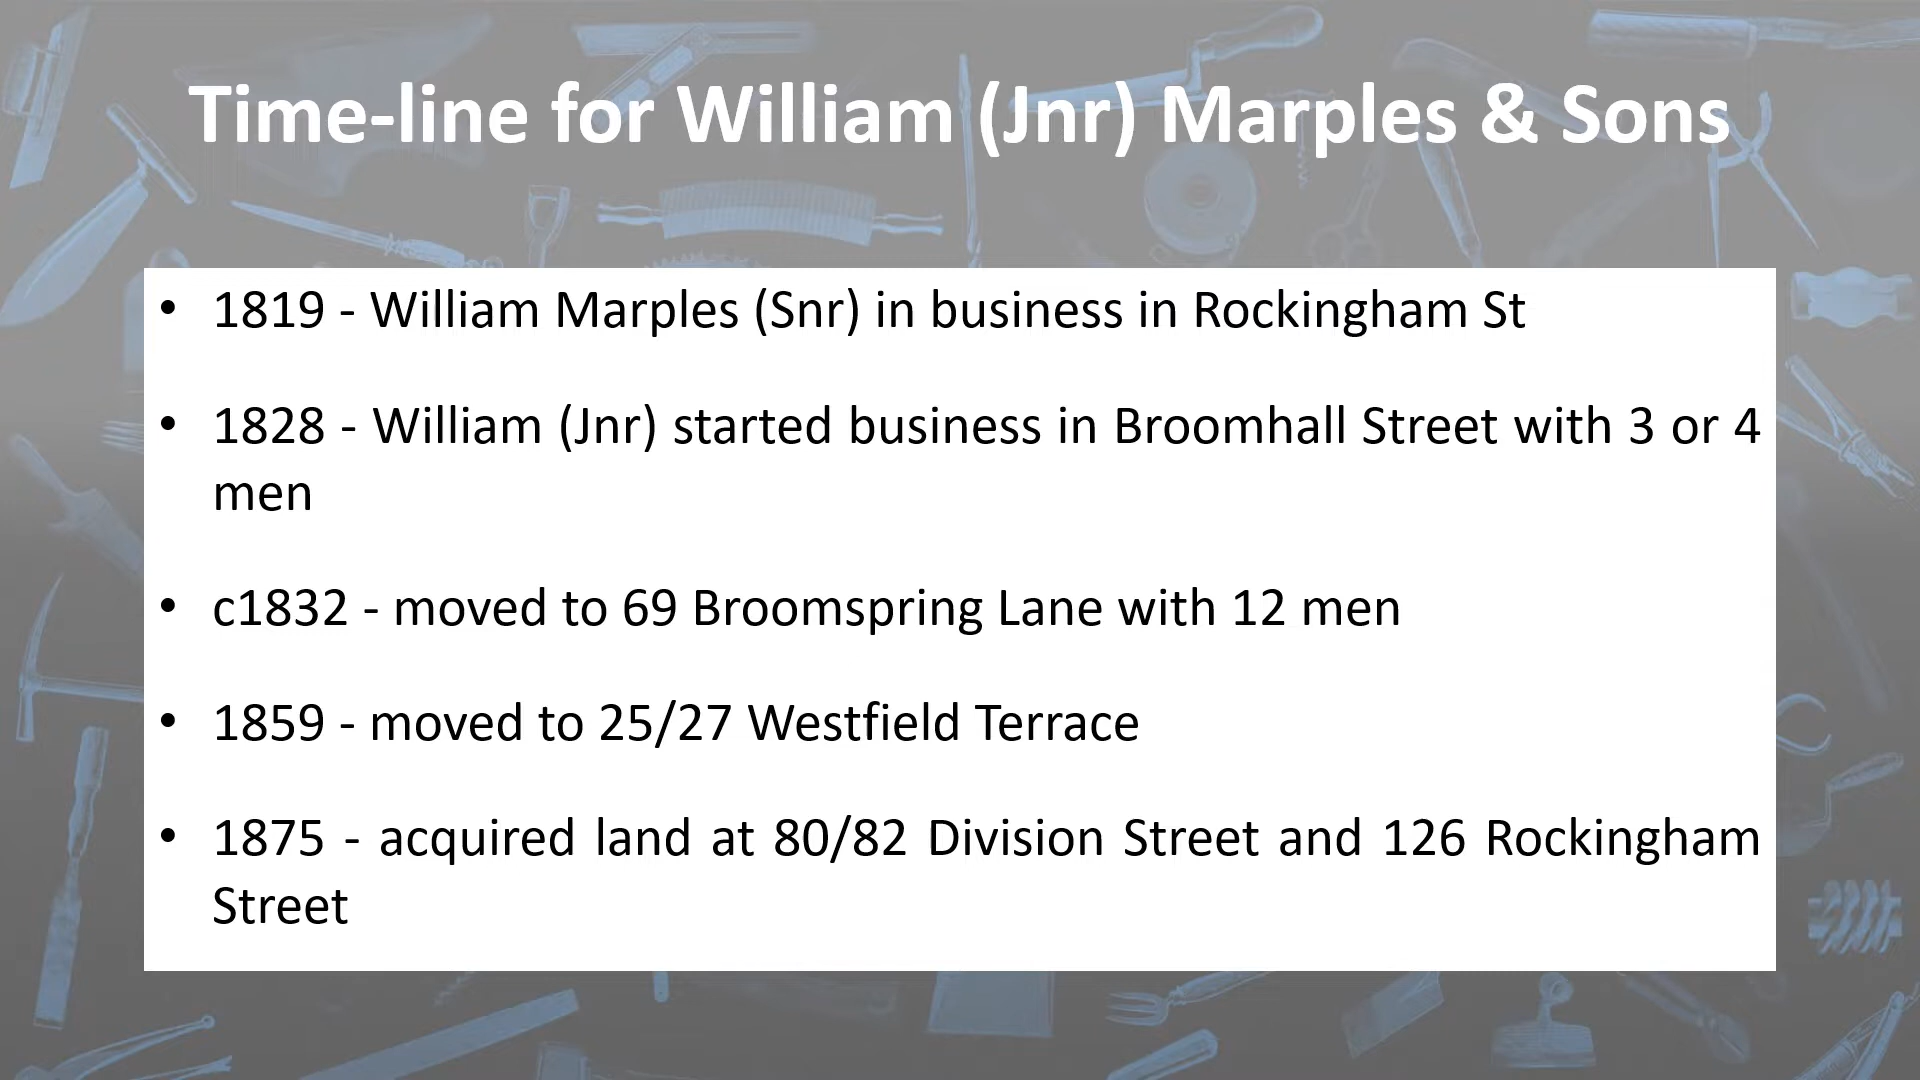 Time-line for William (Jnr) Marples & Sons
• 1819 - William Marples (Snr) in business in Rockingham St
• 1828 - William (Jnr) started business in Broomhall Street with 3 or 4
men
• c1832 - moved to 69 Broomspring Lane with 12 men
• 1859 - moved to 25/27 Westfield Terrace
• 1875 - acquired land at 80/82 Division Street and 126 Rockingham
Street